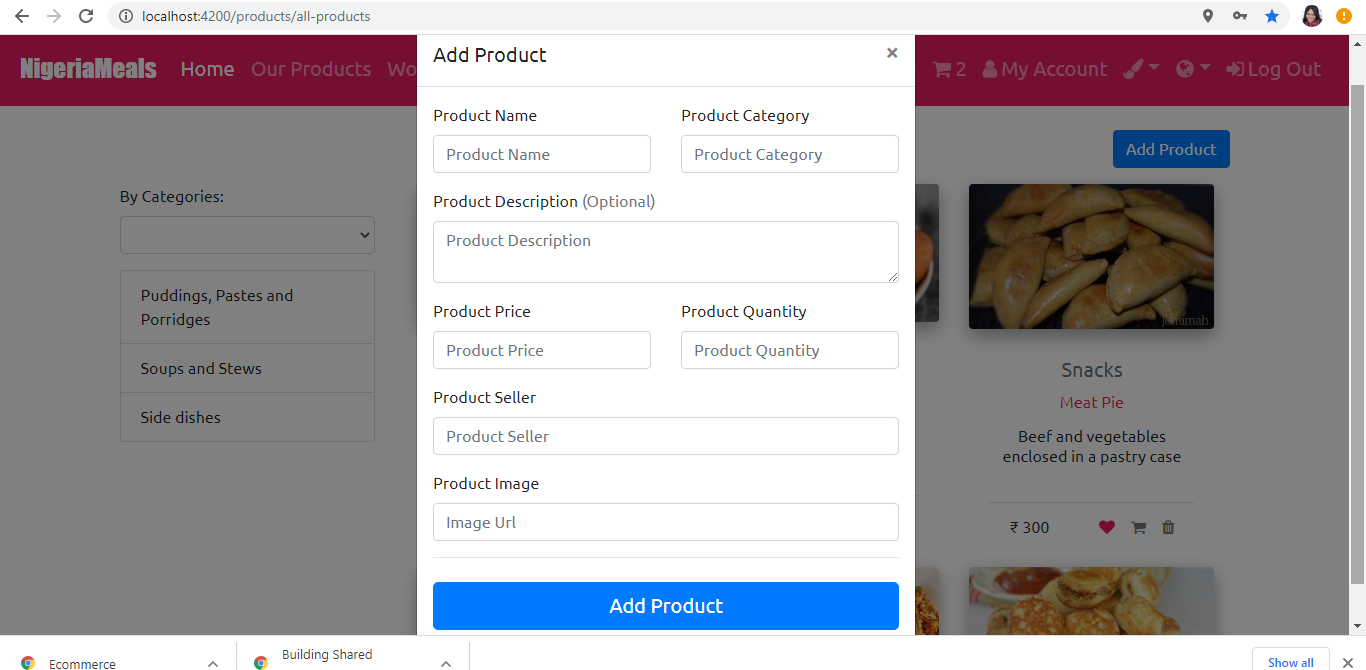 localhost:4200/products/all-products
NigeriaMeals Home Our Products Wo
2 My Account Log Out
Add Product ×
Product Name Product Category
Product Name Product Category
Product Description (Optional)
Product Description
Product Price Product Quantity
Product Price Product Quantity
Product Seller
Product Seller
Product Image
Image Url
Add Product
By Categories:
Puddings, Pastes and
Porridges
Soups and Stews
Side dishes
Add Product
Jemimah
Snacks
Meat Pie
Beef and vegetables
enclosed in a pastry case
₹ 300
Ecommerce
Building Shared
Show all